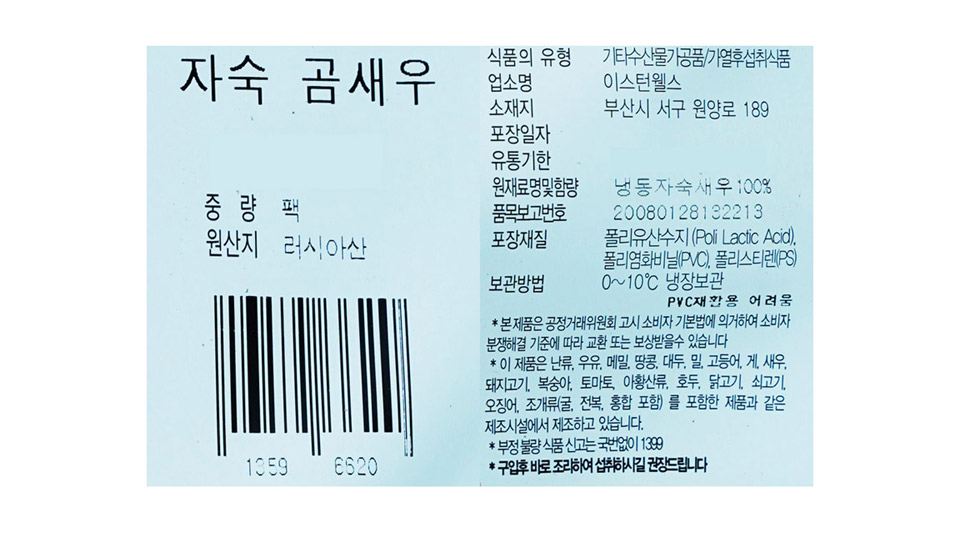 자숙 곰새우
중 량 팩
원산지 러시아산
1359 6620
식품의 유형 기타수산물가공품/가열후섭취식품
업소명 이스턴웰스
소재지 부산시 서구 원양로 189
포장일자
유통기한
원재료명및함량 냉동자숙새우100%
품목보고번호 20080128132213
포장재질 폴리유산수지(Poli Lactic Acid),
폴리염화비닐(PVC), 폴리스티렌(PS)
보관방법 0~10℃ 냉장보관
PVC재활용 어려움
*본 제품은 공정거래위원회 고시 소비자 기본법에 의거하여 소비자
분쟁해결 기준에 따라 교환 또는 보상받을수 있습니다
*이 제품은 난류, 우유, 메밀, 땅콩, 대두, 밀, 고등어, 게, 새우,
돼지고기, 복숭아, 토마토, 아황산류, 호두, 닭고기, 쇠고기,
오징어, 조개류(굴, 전복, 홍합 포함) 를 포함한 제품과 같은
제조시설에서 제조하고 있습니다.
*부정 불량 식품 신고는 국번없이 1399
*구입후 바로 조리하여 섭취하시길 권장드립니다